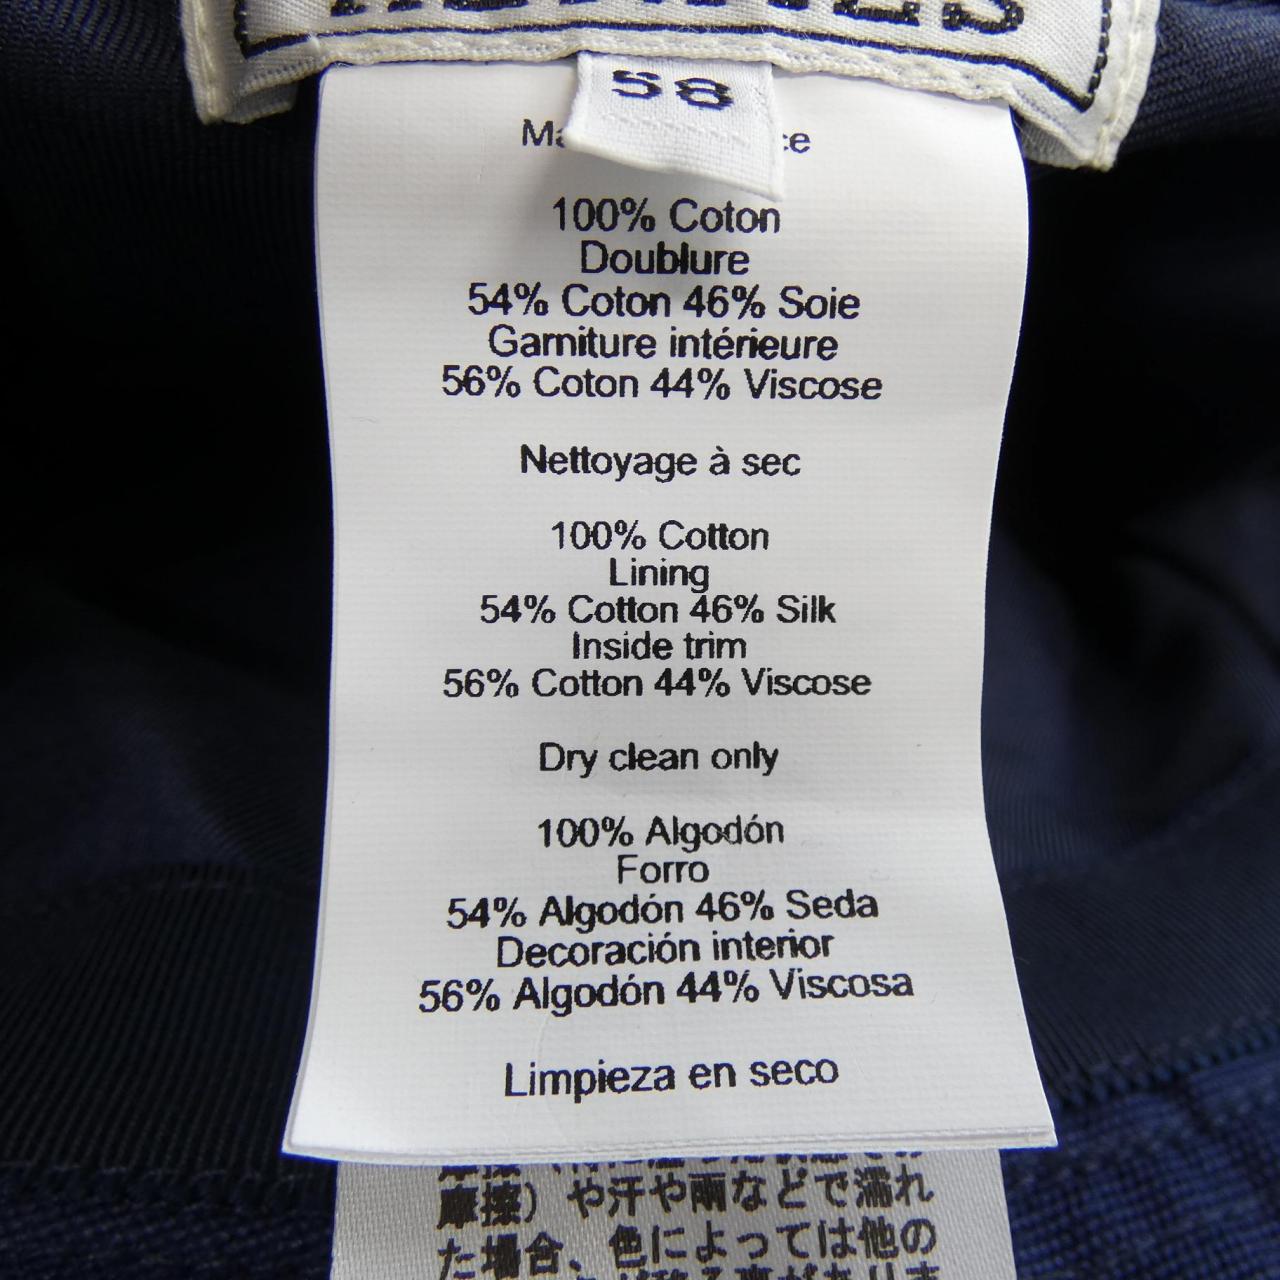 58
100% Coton
Doublure
54% Coton 46% Soie
Garniture intérieure
56% Coton 44% Viscose
Nettoyage à sec
100% Cotton
Lining
54% Cotton 46% Silk
Inside trim
56% Cotton 44% Viscose
Dry clean only
100% Algodón
Forro
54% Algodón 46% Seda
Decoración interior
56% Algodón 44% Viscosa
Limpieza en seco
摩擦）や汗や雨などで濡れ
た場合、色によっては他の